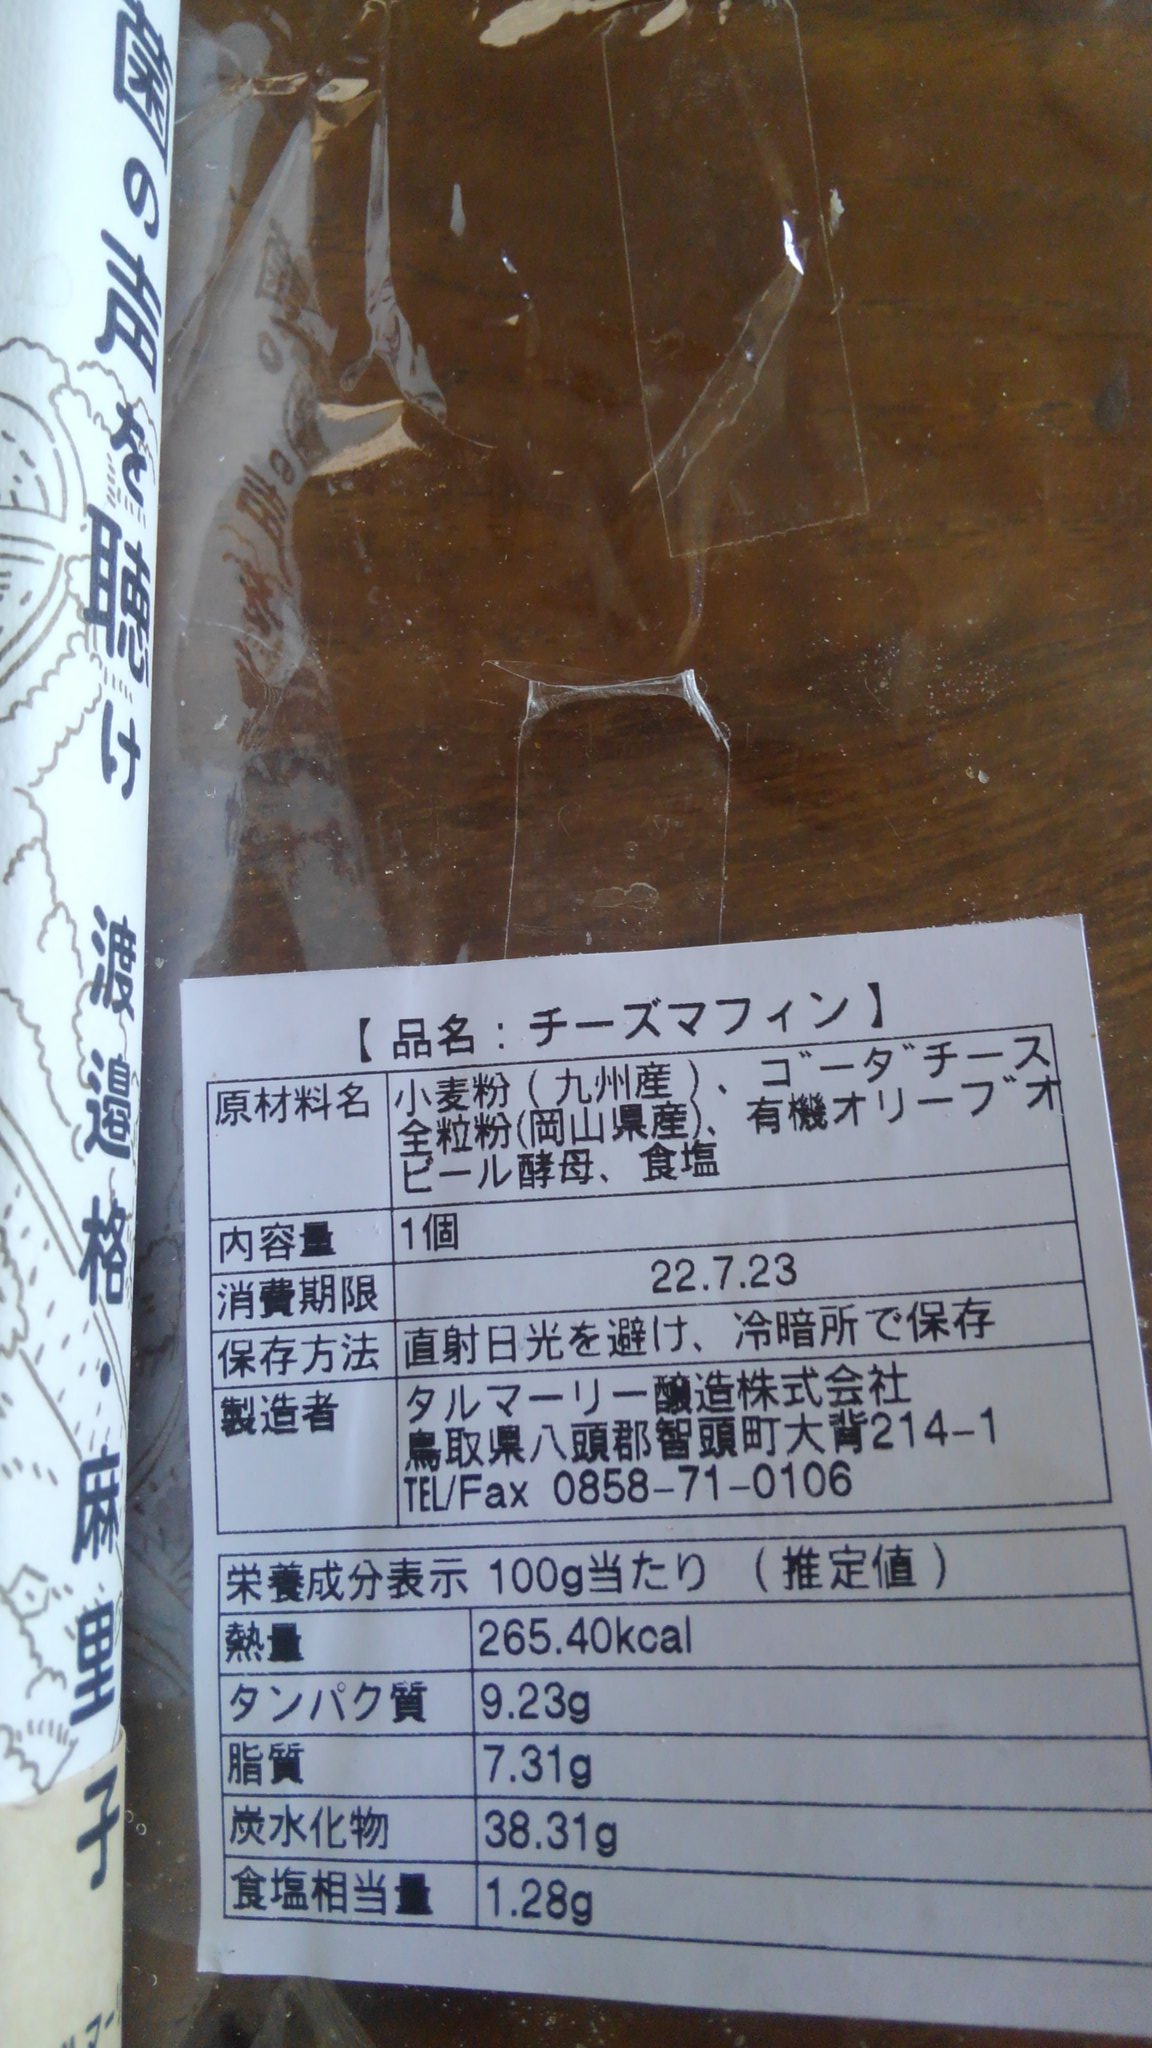 菌の声を聴け 渡邉格・麻里子
【 品名：チーズマフィン 】
原材料名 小麦粉（九州産）、ゴーダチーズ
全粒粉(岡山県産)、有機オリーブオ
ビール酵母、食塩
内容量 1個
消費期限 22.7.23
保存方法 直射日光を避け、冷暗所で保存
製造者 タルマーリー醸造株式会社
鳥取県八頭郡智頭町大背214-1
TEL/Fax 0858-71-0106
栄養成分表示 100g当たり （推定値）
熱量 265.40kcal
タンパク質 9.23g
脂質 7.31g
炭水化物 38.31g
食塩相当量 1.28g